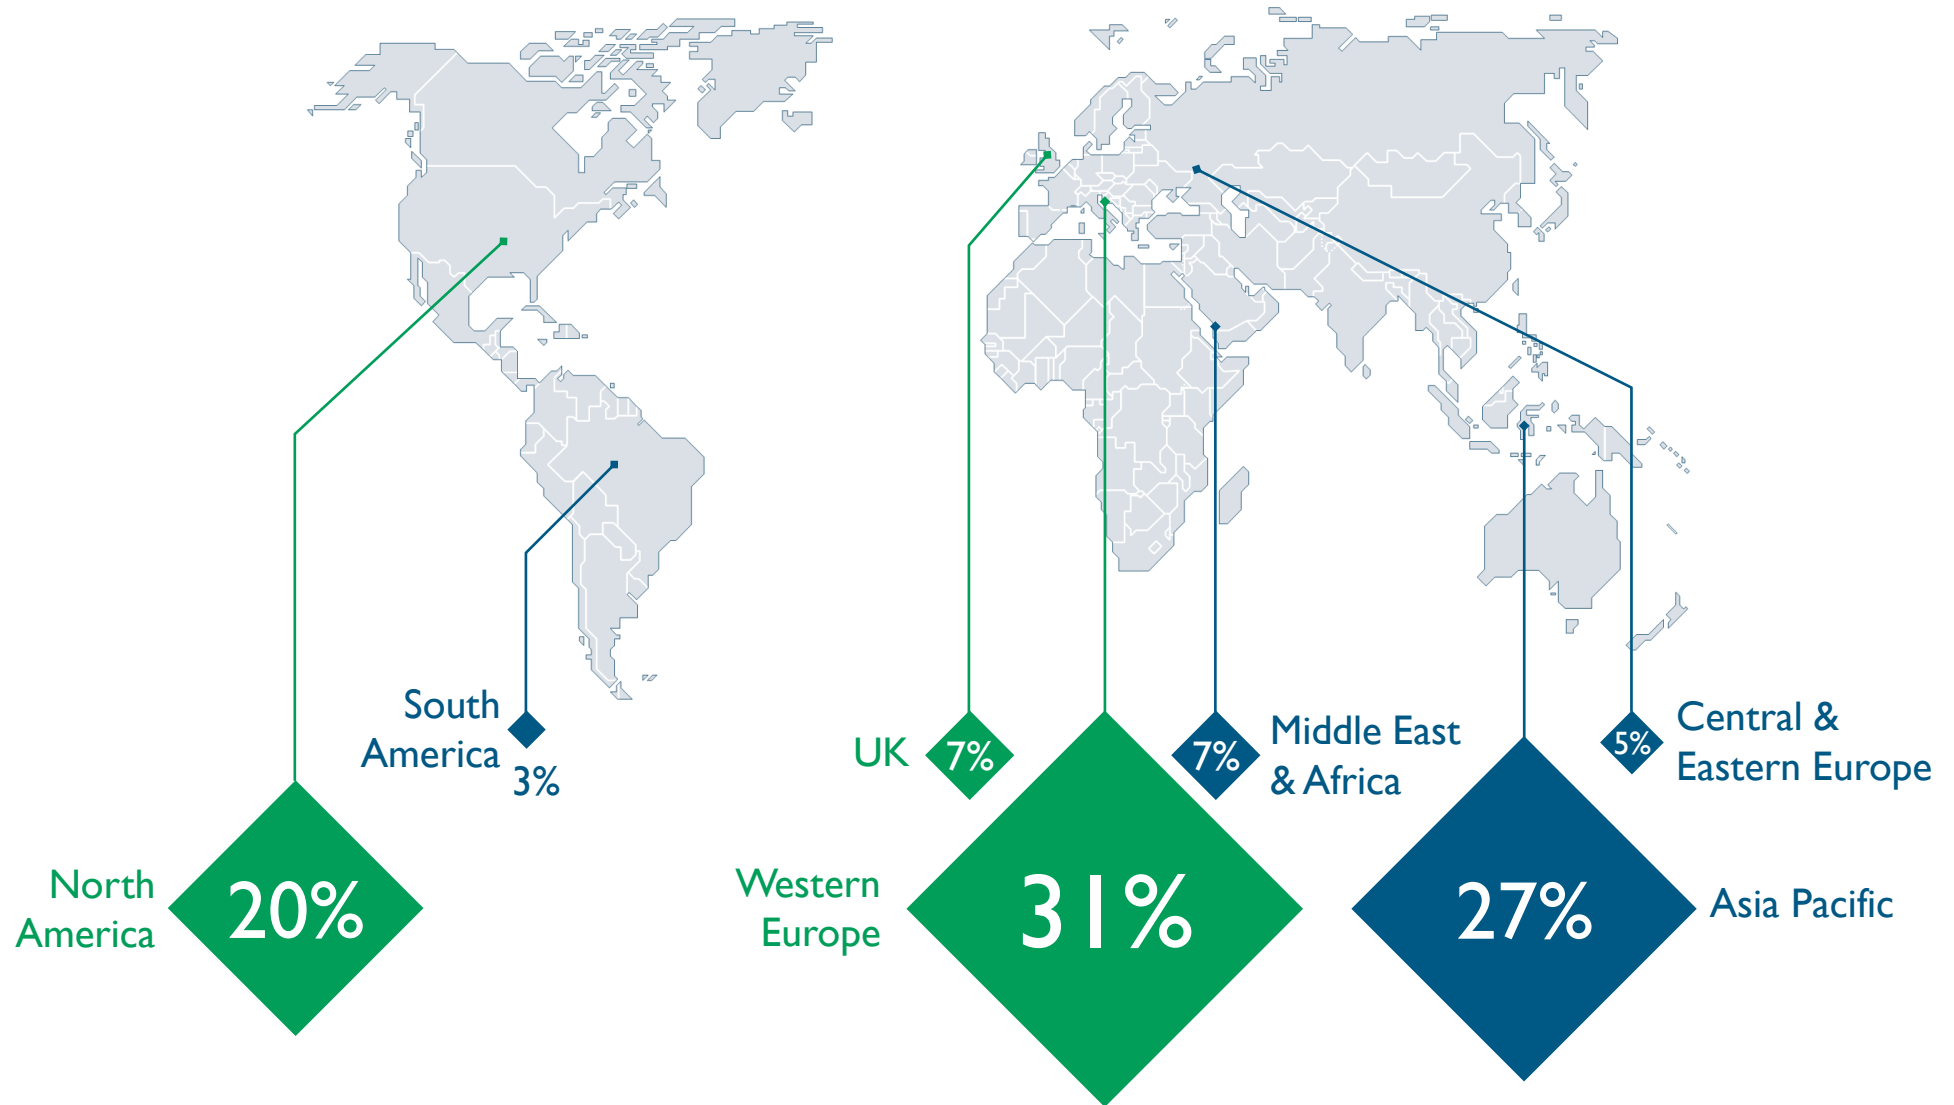 South
America
3%
UK
7%
7%
Middle East
& Africa
5%
Central &
Eastern Europe
North
America
20%
Western
Europe
31%
27%
Asia Pacific